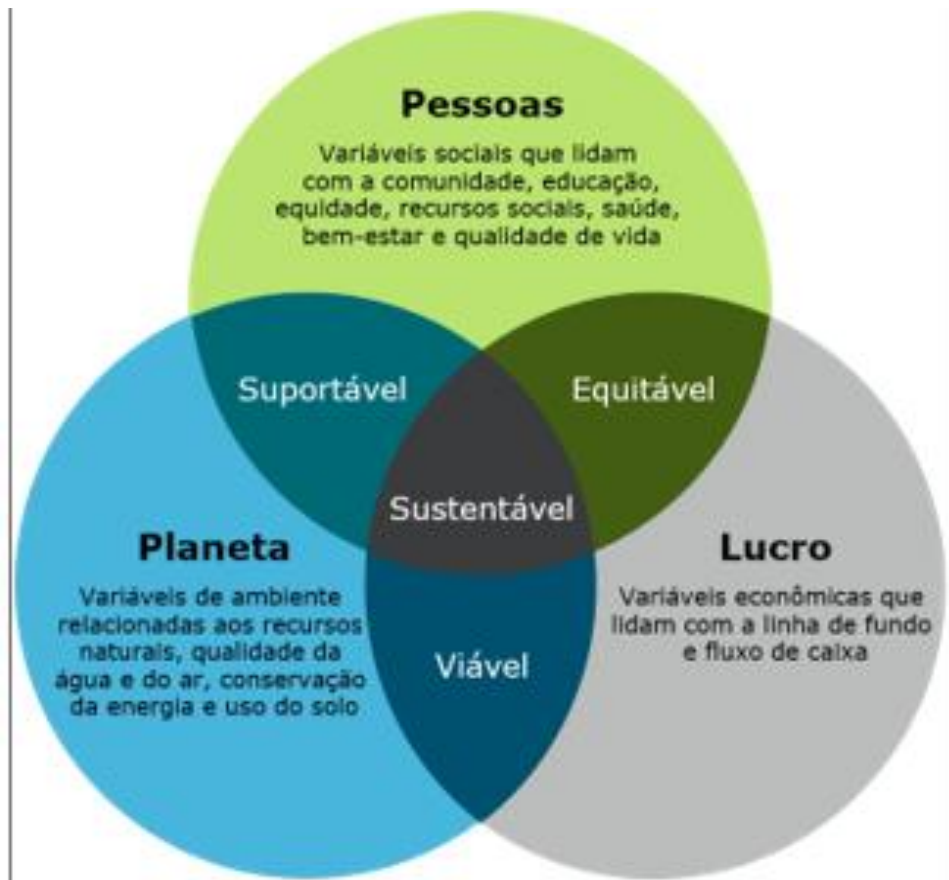 Pessoas
Variáveis sociais que lidam
com a comunidade, educação,
equidade, recursos sociais, saúde,
bem-estar e qualidade de vida
Suportável
Equitável
Sustentável
Planeta
Variáveis de ambiente
relacionadas aos recursos
naturais, qualidade da
água e do ar, conservação
da energia e uso do solo
Lucro
Variáveis econômicas que
lidam com a linha de fundo
e fluxo de caixa
Viável